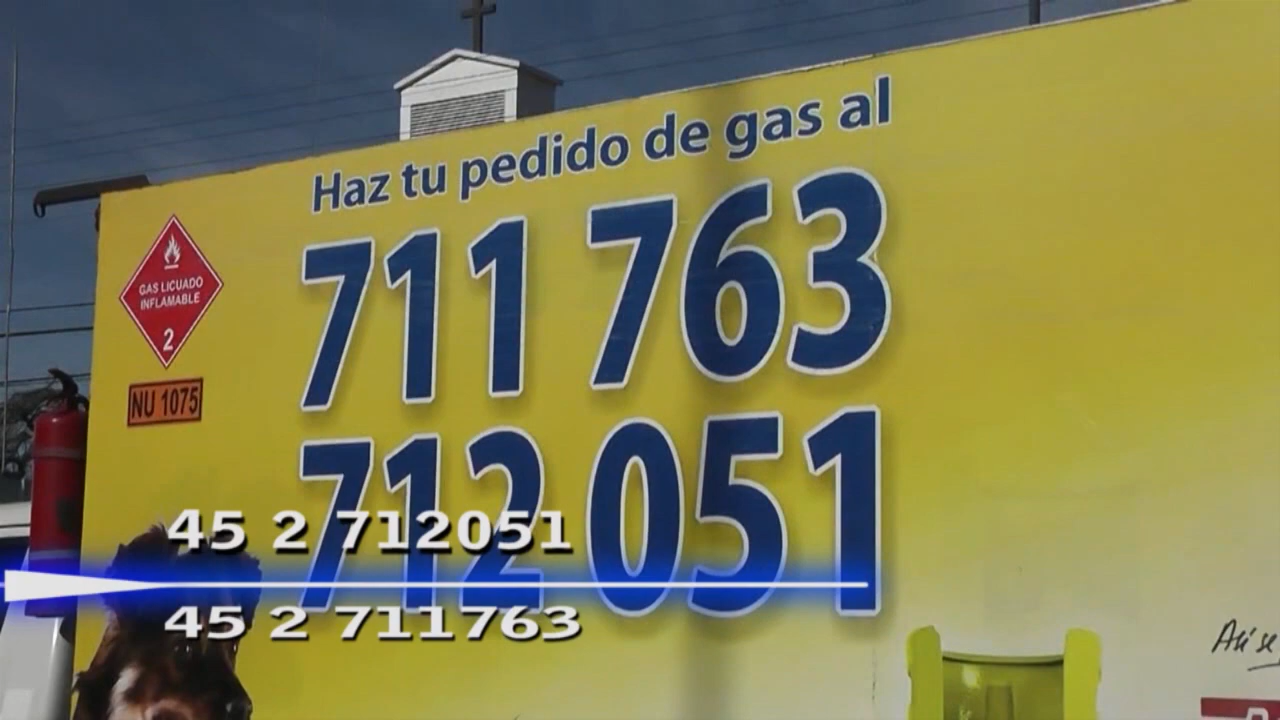 Haz tu pedido de gas al
711 763
712 051
GAS LICUADO
INFLAMABLE
2
NU 1075
45 2 712051
45 2 711763